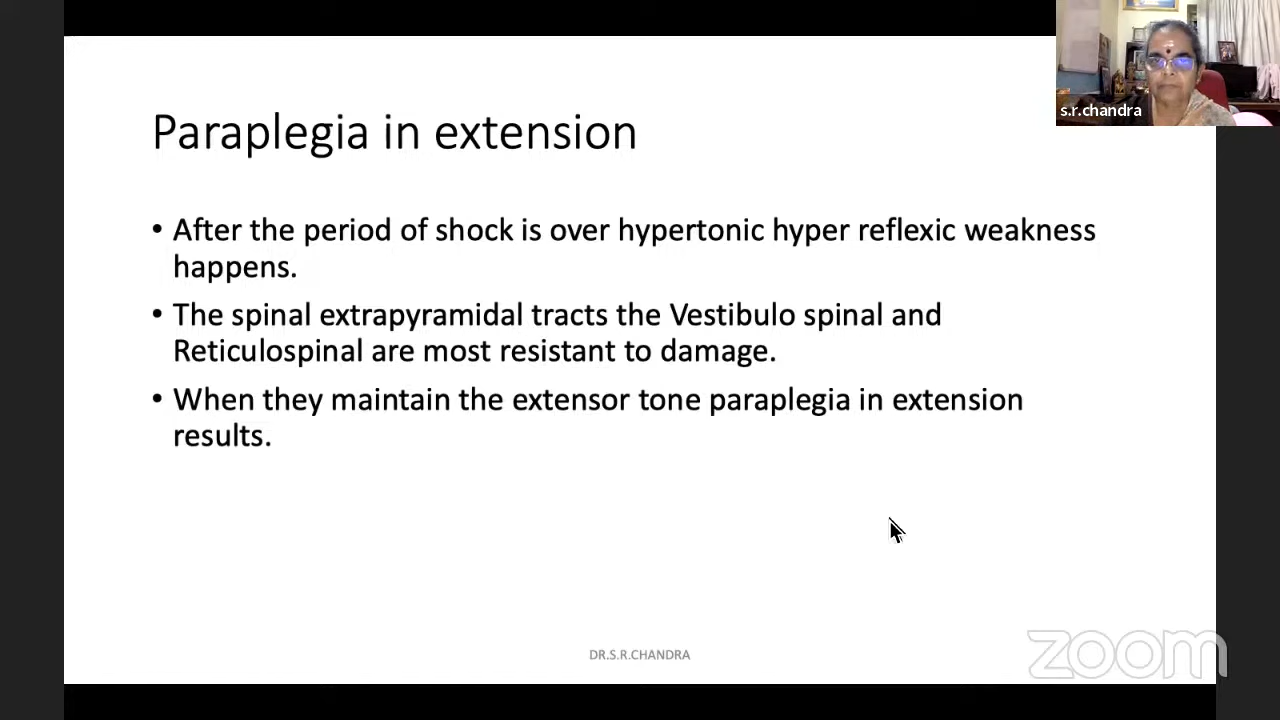 Paraplegia in extension
• After the period of shock is over hypertonic hyper reflexic weakness
happens.
• The spinal extrapyramidal tracts the Vestibulo spinal and
Reticulospinal are most resistant to damage.
• When they maintain the extensor tone paraplegia in extension
results.
DR.S.R.CHANDRA
s.r.chandra
zoom